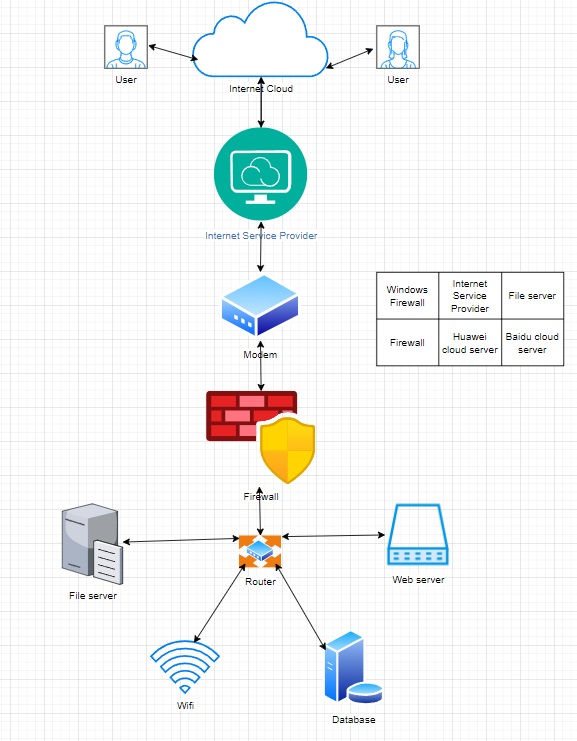 User
User
Internet Cloud
Internet Service Provider
Modem
Windows
Firewall
Internet
Service
Provider
File server
Firewall
Huawei
cloud server
Baidu cloud
server
Firewall
File server
Router
Web server
Wifi
Database